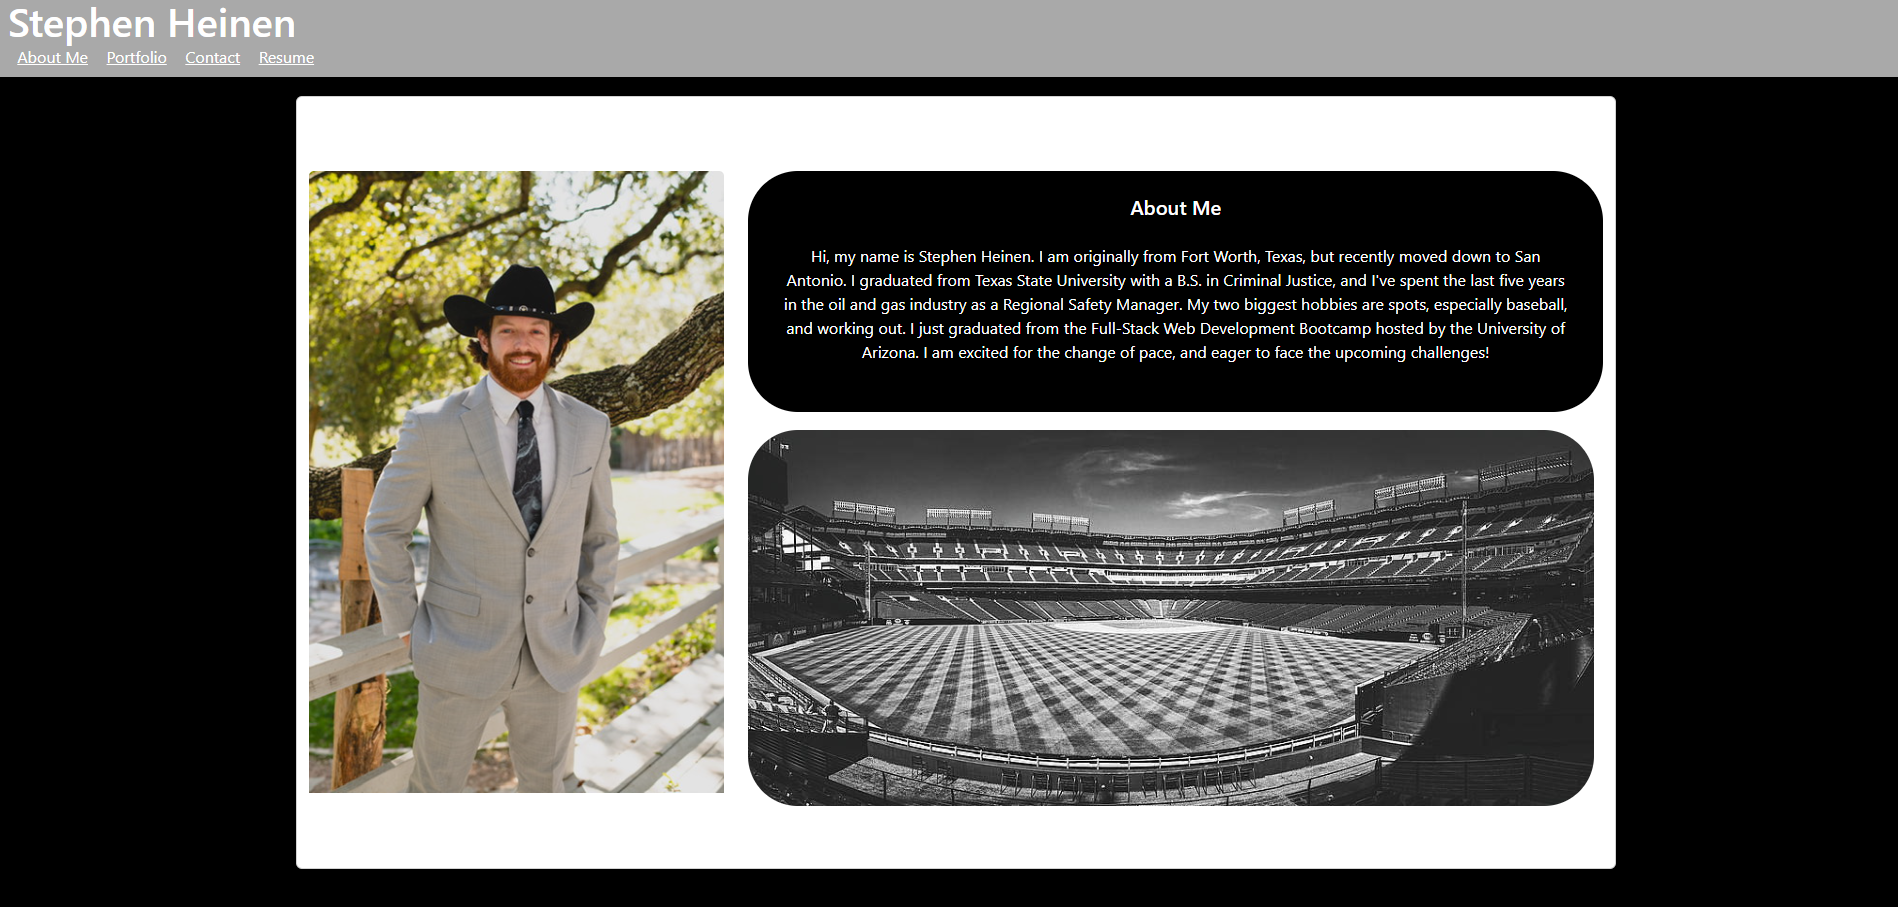 Stephen Heinen
About Me Portfolio Contact Resume
About Me
Hi, my name is Stephen Heinen. I am originally from Fort Worth, Texas, but recently moved down to San
Antonio. I graduated from Texas State University with a B.S. in Criminal Justice, and I've spent the last five years
in the oil and gas industry as a Regional Safety Manager. My two biggest hobbies are spots, especially baseball,
and working out. I just graduated from the Full-Stack Web Development Bootcamp hosted by the University of
Arizona. I am excited for the change of pace, and eager to face the upcoming challenges!